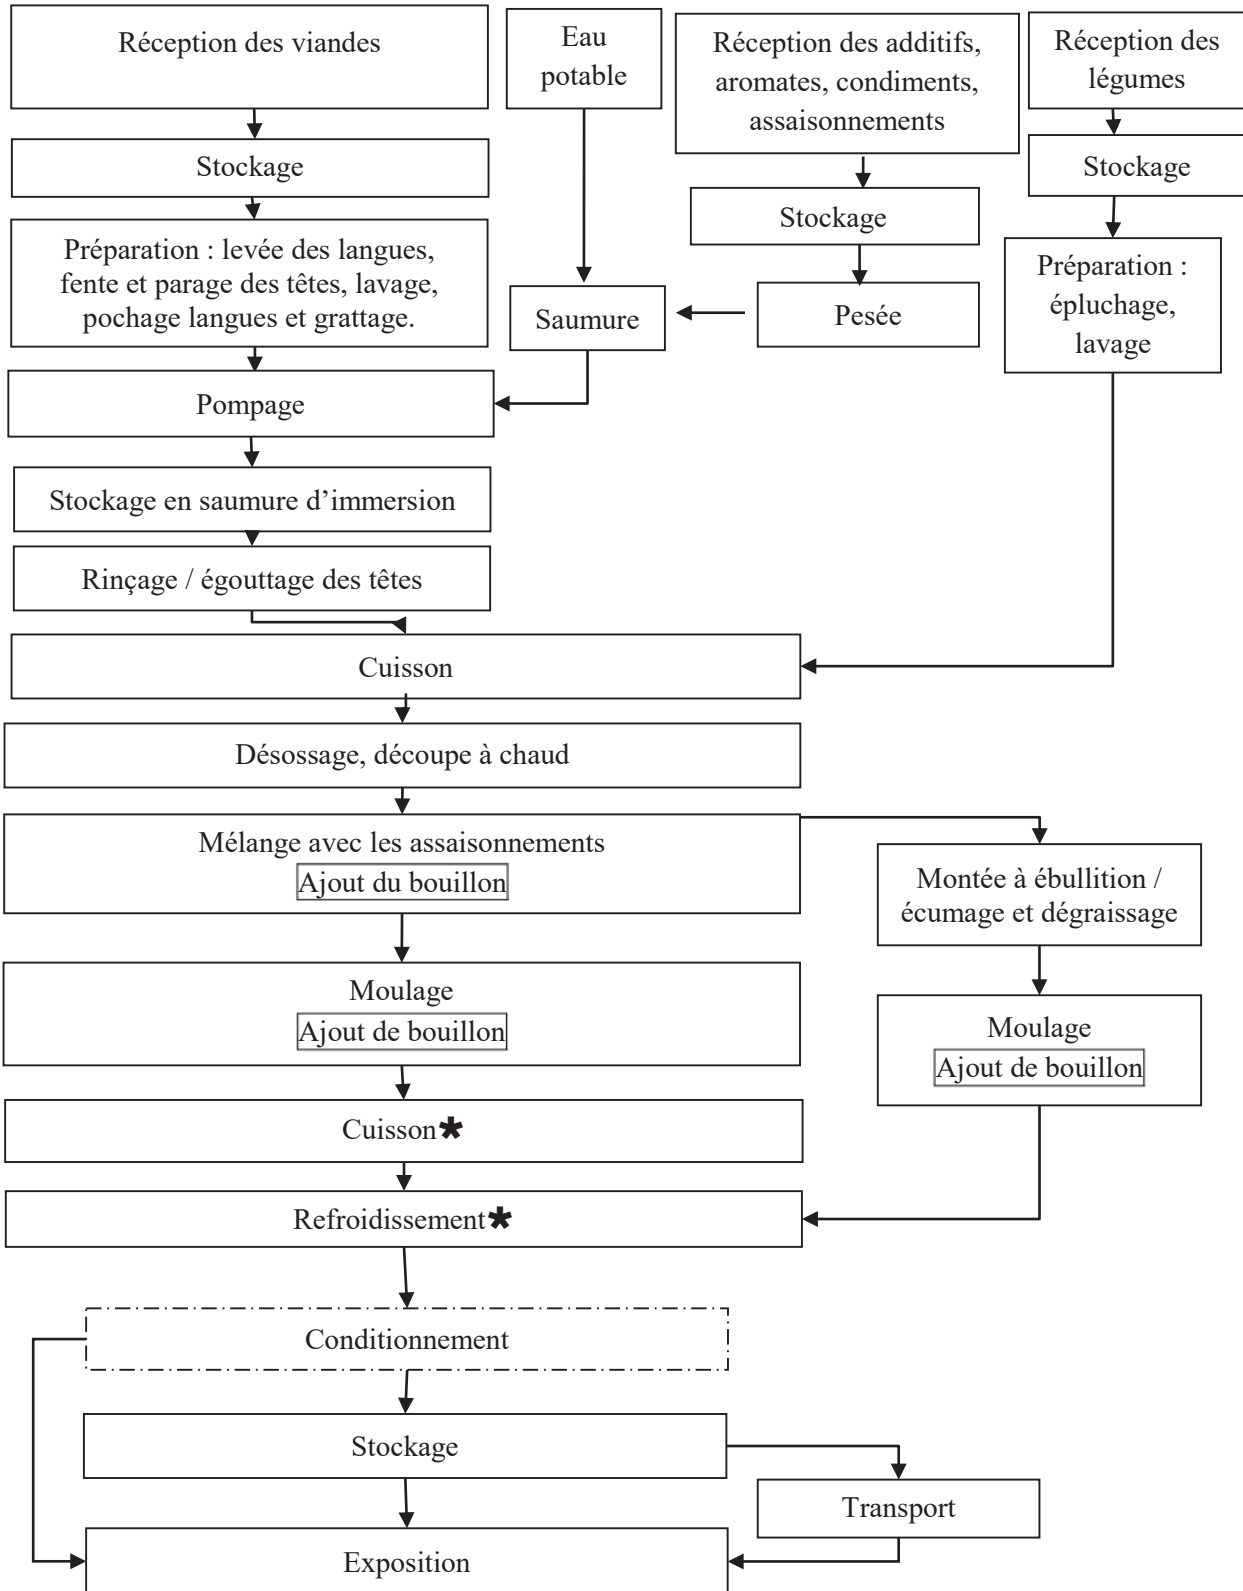 Réception des viandes
Eau
potable
Réception des additifs,
aromates, condiments,
assaisonnements
Réception des
légumes
Stockage
Stockage
Stockage
Préparation : levée des langues,
fente et parage des têtes, lavage,
pochage langues et grattage.
Préparation :
épluchage,
lavage
Saumure
Pesée
Pompage
Stockage en saumure d’immersion
Rinçage / égouttage des têtes
Cuisson
Désossage, découpe à chaud
Mélange avec les assaisonnements
Ajout du bouillon
Montée à ébullition /
écumage et dégraissage
Moulage
Ajout de bouillon
Moulage
Ajout de bouillon
Cuisson*
Refroidissement*
Conditionnement
Stockage
Transport
Exposition